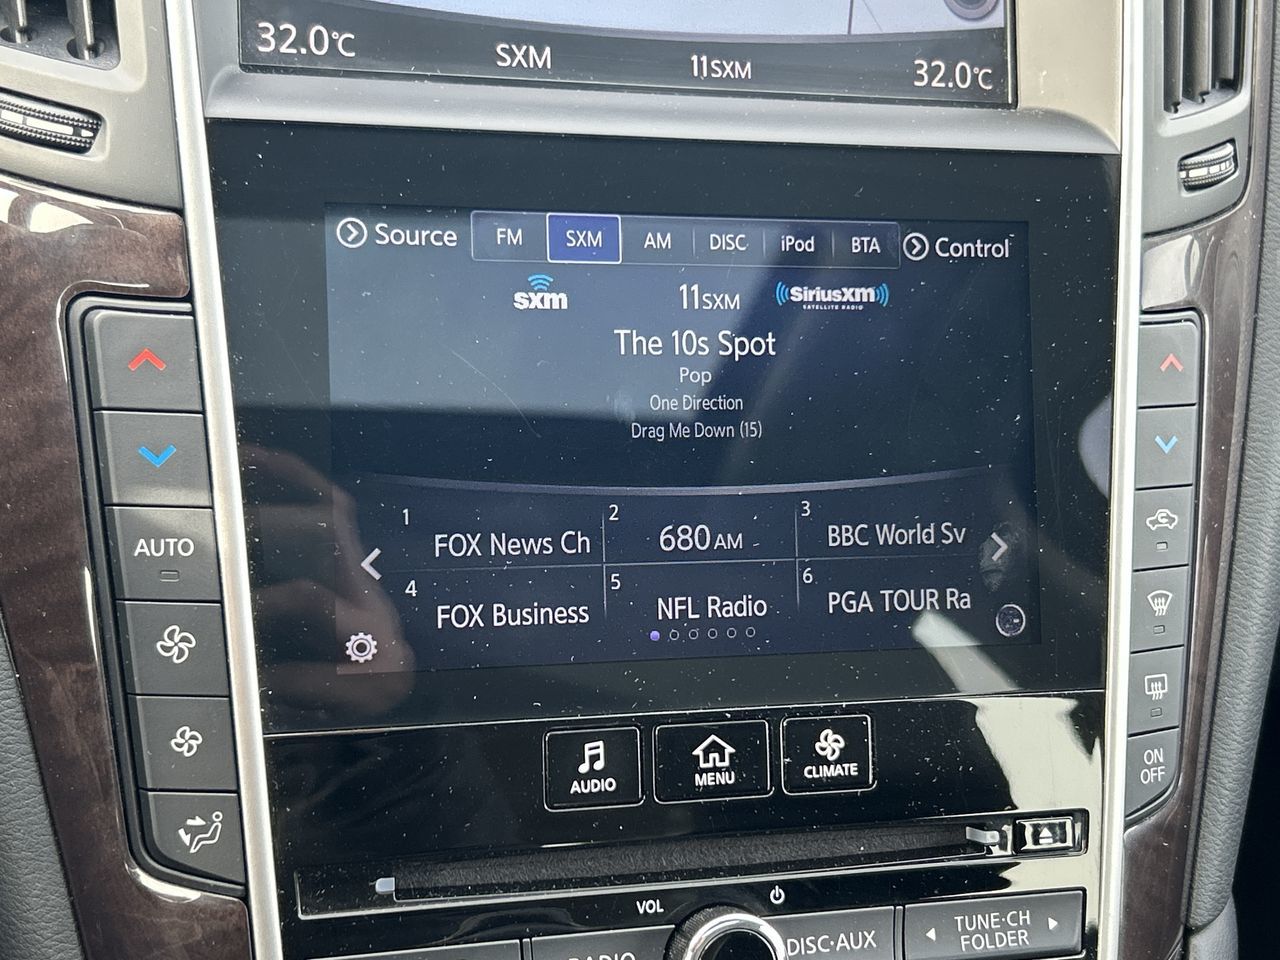 32.0°C SXM 11SXM 32.0°C
Source FM SXM AM DISC iPod BTA Control
sxm 11SXM ((SiriusXM))
SATELLITE RADIO
The 10s Spot
Pop
One Direction
Drag Me Down (15)
1 FOX News Ch 2 680 AM 3 BBC World Sv
4 FOX Business 5 NFL Radio 6 PGA TOUR Ra
AUTO
ON
OFF
AUDIO MENU CLIMATE
VOL
RADIO DISC·AUX TUNE·CH
FOLDER